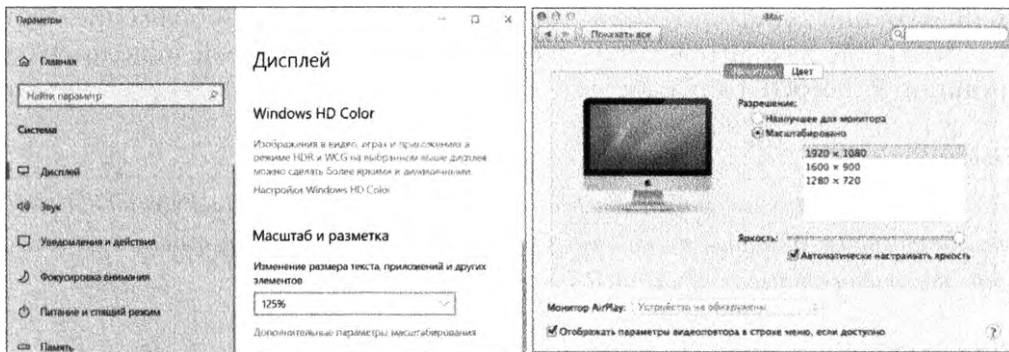 Параметры
Главная
Найти параметр
Система
Дисплей
Звук
Уведомления и действия
Фокусировка внимания
Питание и спящий режим
Память
Дисплей
Windows HD Color
Изображения в видео, играх и приложениях в
режиме HDR и WCG на выбранном выше дисплее
можно сделать более яркими и динамичными.
Настройки Windows HD Color
Масштаб и разметка
Изменение размера текста, приложений и других
элементов
125%
Дополнительные параметры масштабирования
iMac
Показать все
Монитор Цвет
Разрешение:
Наилучшее для монитора
Масштабировано
1920 × 1080
1600 × 900
1280 × 720
Яркость:
Автоматически настраивать яркость
Монитор AirPlay: Устройства не обнаружены
Отображать параметры видеоповтора в строке меню, если доступно
?